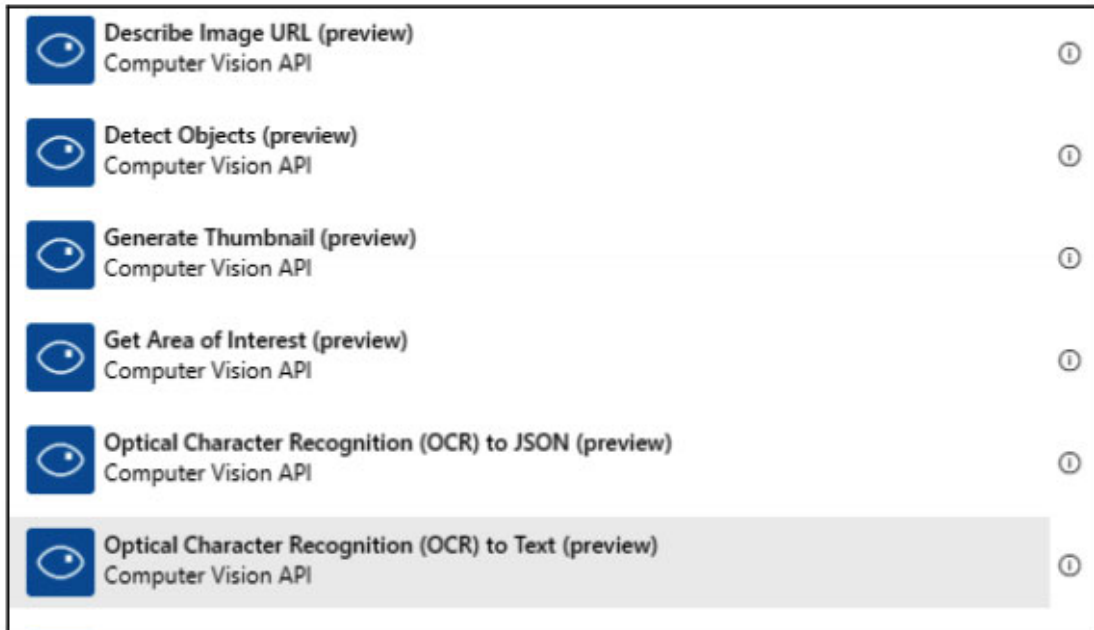 Describe Image URL (preview)
Computer Vision API
Detect Objects (preview)
Computer Vision API
Generate Thumbnail (preview)
Computer Vision API
Get Area of Interest (preview)
Computer Vision API
Optical Character Recognition (OCR) to JSON (preview)
Computer Vision API
Optical Character Recognition (OCR) to Text (preview)
Computer Vision API